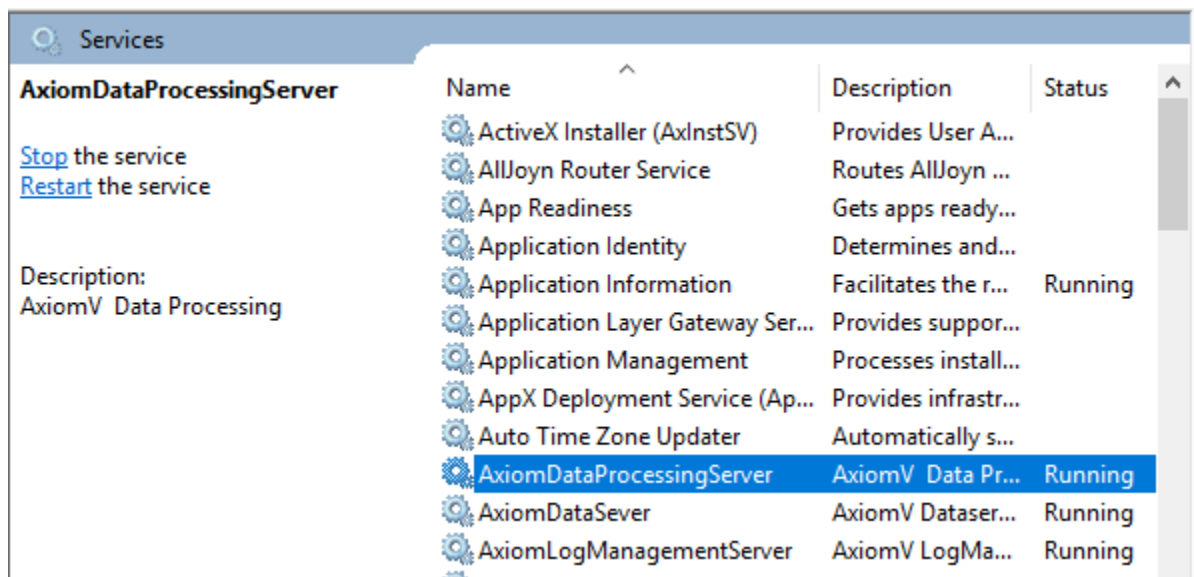 Services
AxiomDataProcessingServer
Stop the service
Restart the service
Description:
AxiomV  Data Processing
Name Description Status
ActiveX Installer (AxInstSV) Provides User A...
AllJoyn Router Service Routes AllJoyn ...
App Readiness Gets apps ready...
Application Identity Determines and...
Application Information Facilitates the r... Running
Application Layer Gateway Ser... Provides suppor...
Application Management Processes install...
AppX Deployment Service (Ap... Provides infrastr...
Auto Time Zone Updater Automatically s...
AxiomDataProcessingServer AxiomV  Data Pr... Running
AxiomDataSever AxiomV Dataser... Running
AxiomLogManagementServer AxiomV LogMa... Running